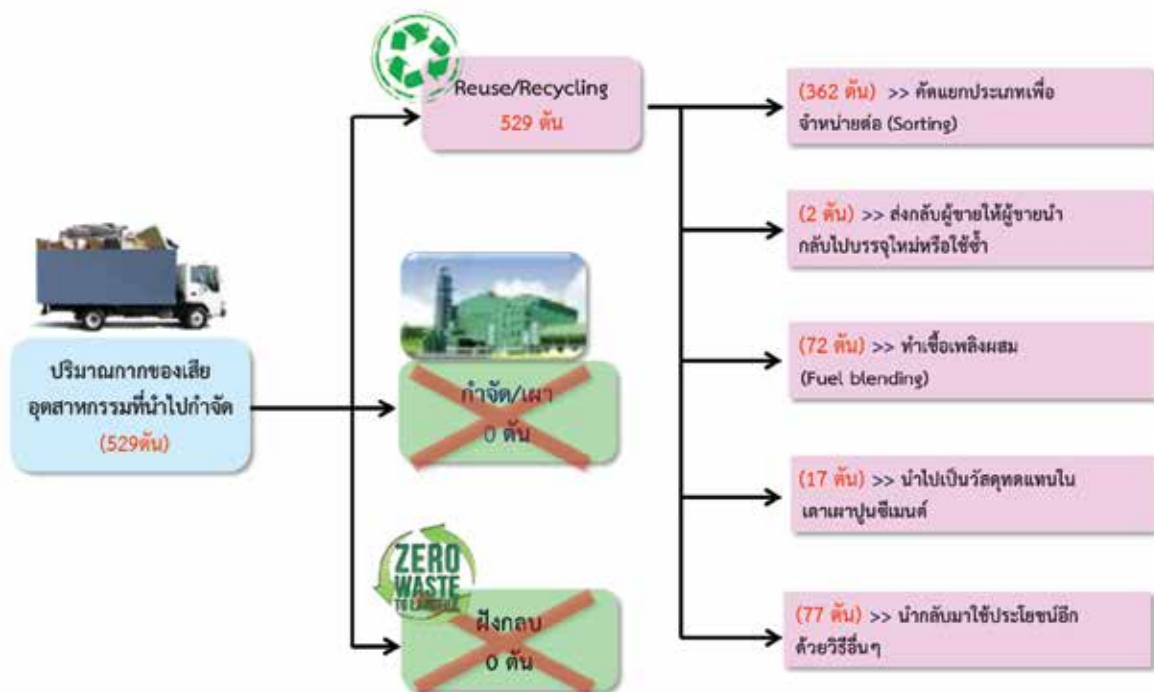 Reuse/Recycling
529 ตัน
(362 ตัน) >> คัดแยกประเภทเพื่อ
จำหน่ายต่อ (Sorting)
(2 ตัน) >> ส่งกลับผู้ขายให้ผู้ขายนำ
กลับไปบรรจุใหม่หรือใช้ซ้ำ
ปริมาณกากของเสีย
อุตสาหกรรมที่นำไปกำจัด
(529ตัน)
กำจัด/เผา
0 ตัน
(72 ตัน) >> ทำเชื้อเพลิงผสม
(Fuel blending)
(17 ตัน) >> นำไปเป็นวัสดุทดแทนใน
เตาเผาปูนซีเมนต์
ZERO
WASTE
TO LANDFILL
ฝังกลบ
0 ตัน
(77 ตัน) >> นำกลับมาใช้ประโยชน์อีก
ด้วยวิธีอื่นๆ